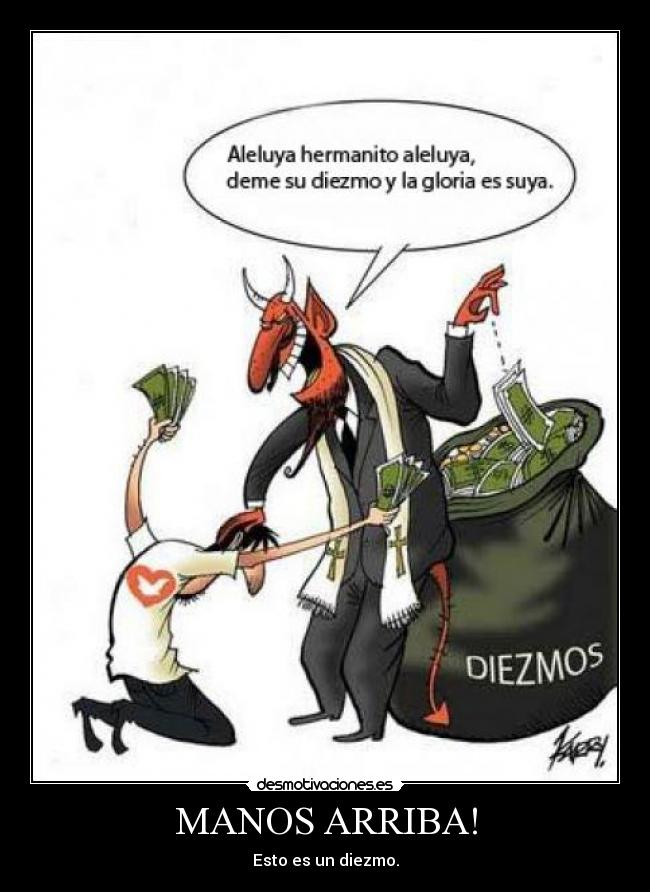 Aleluya hermanito aleluya,
deme su diezmo y la gloria es suya.
DIEZMOS
KARRY.
desmotivaciones.es
MANOS ARRIBA!
Esto es un diezmo.